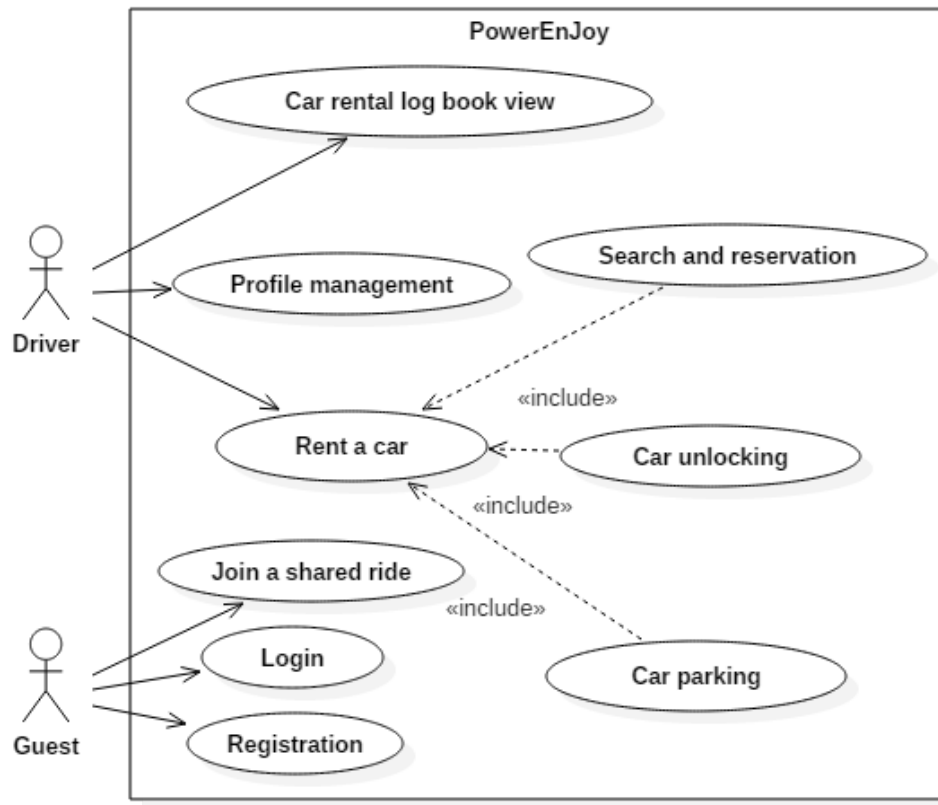 PowerEnJoy
Car rental log book view
Search and reservation
Profile management
Driver
«include»
Rent a car
Car unlocking
«include»
Join a shared ride
«include»
Login
Car parking
Guest
Registration